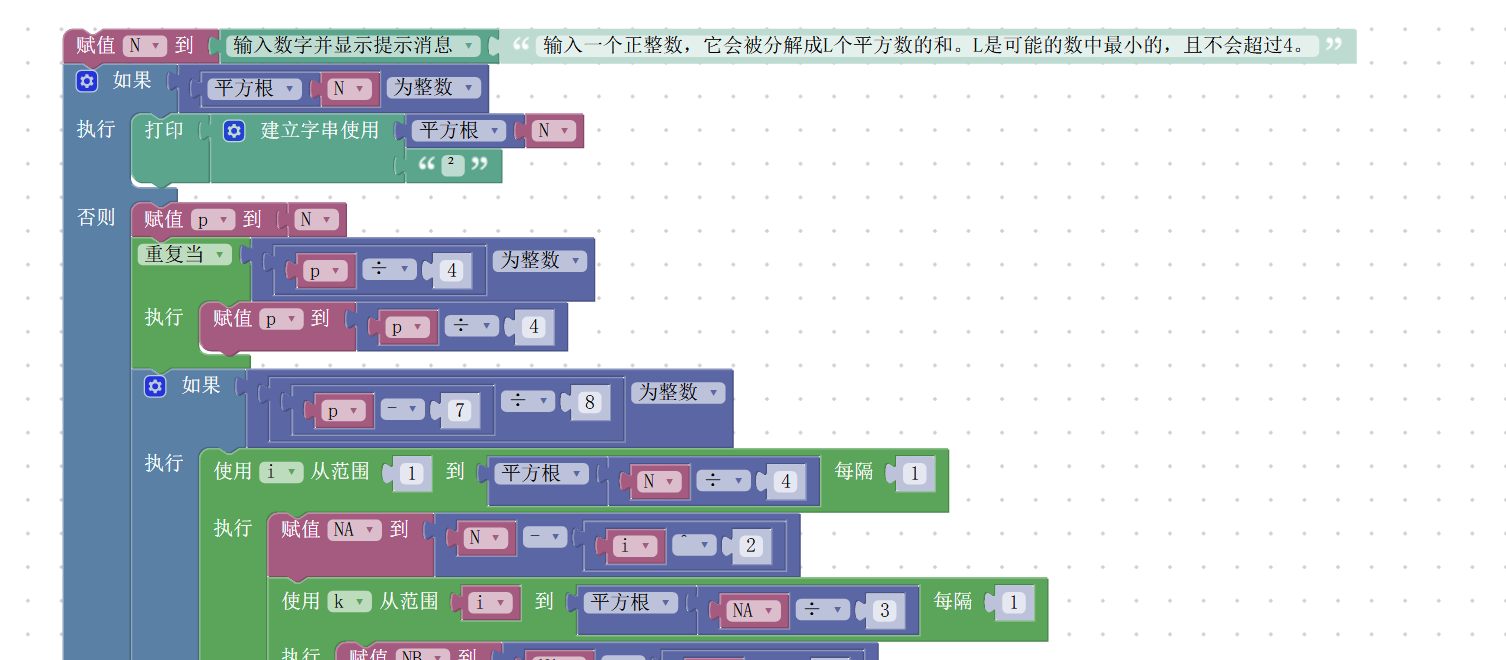 赋值 N 到 输入数字并显示提示消息 “ 输入一个正整数，它会被分解成L个平方数的和。L是可能的数中最小的，且不会超过4。 ”
如果 平方根 N 为整数
执行 打印 建立字串使用 平方根 N
“ ² ”
否则 赋值 p 到 N
重复当 p ÷ 4 为整数
执行 赋值 p 到 p ÷ 4
如果 p - 7 ÷ 8 为整数
执行 使用 i 从范围 1 到 平方根 N ÷ 4 每隔 1
执行 赋值 NA 到 N - i ^ 2
使用 k 从范围 i 到 平方根 NA ÷ 3 每隔 1
执行 赋值 NB 到